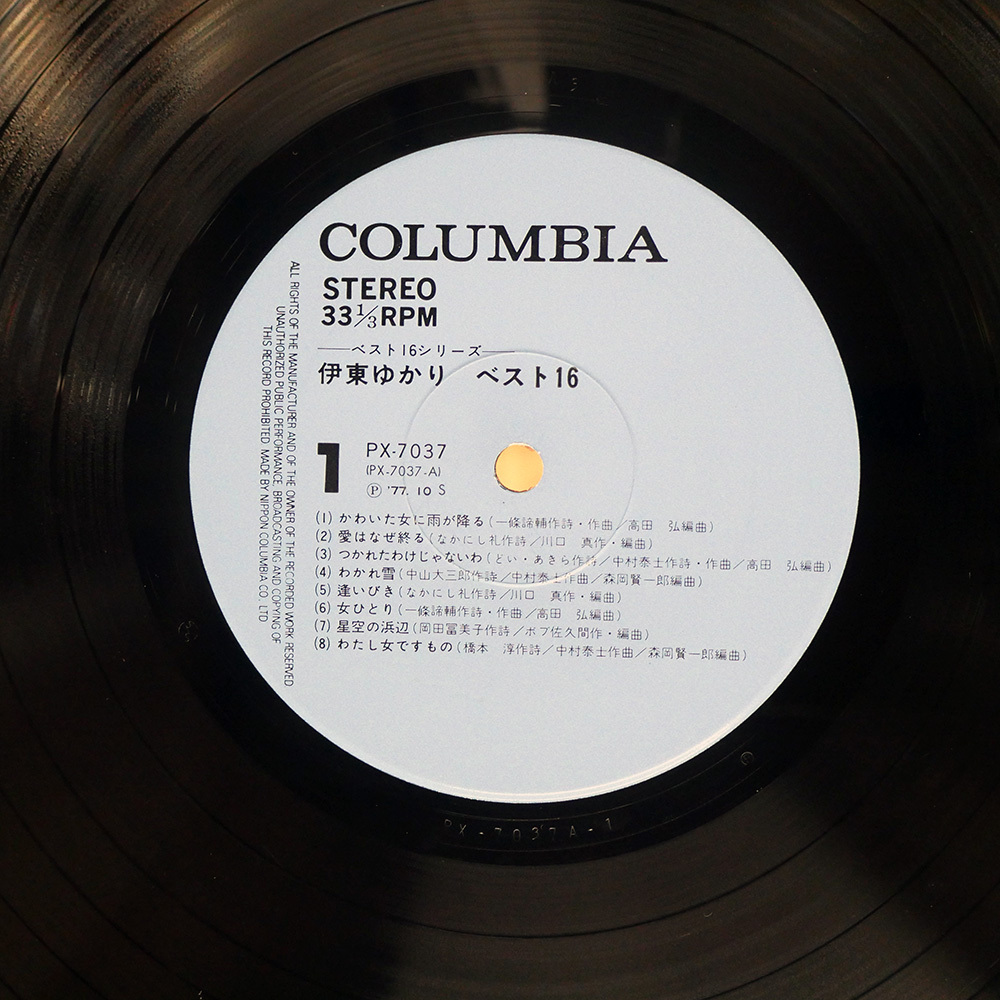 COLUMBIA
STEREO
33 1/3 RPM
——ベスト16シリーズ——
伊東ゆかり　ベスト16
1
PX-7037
(PX-7037-A)
Ⓟ '77. 10 S
(1) かわいた女に雨が降る(一條諦輔作詩・作曲／高田　弘編曲)
(2) 愛はなぜ終る(なかにし礼作詩／川口　真作・編曲)
(3) つかれたわけじゃないわ(どい・あきら作詩／中村泰士作詩・作曲／高田　弘編曲)
(4) わかれ雪(中山大三郎作詩／中村泰士作曲／森岡賢一郎編曲)
(5) 逢いびき(なかにし礼作詩／川口　真作・編曲)
(6) 女ひとり(一條諦輔作詩・作曲／高田　弘編曲)
(7) 星空の浜辺(岡田冨美子作詩／ボブ佐久間作・編曲)
(8) わたし女ですもの(橋本　淳作詩／中村泰士作曲／森岡賢一郎編曲)
ALL RIGHTS OF THE MANUFACTURER AND OF THE OWNER OF THE RECORDED WORK RESERVED
UNAUTHORIZED PUBLIC PERFORMANCE BROADCASTING AND COPYING OF
THIS RECORD PROHIBITED MADE BY NIPPON COLUMBIA CO. LTD
PX-7037A-1